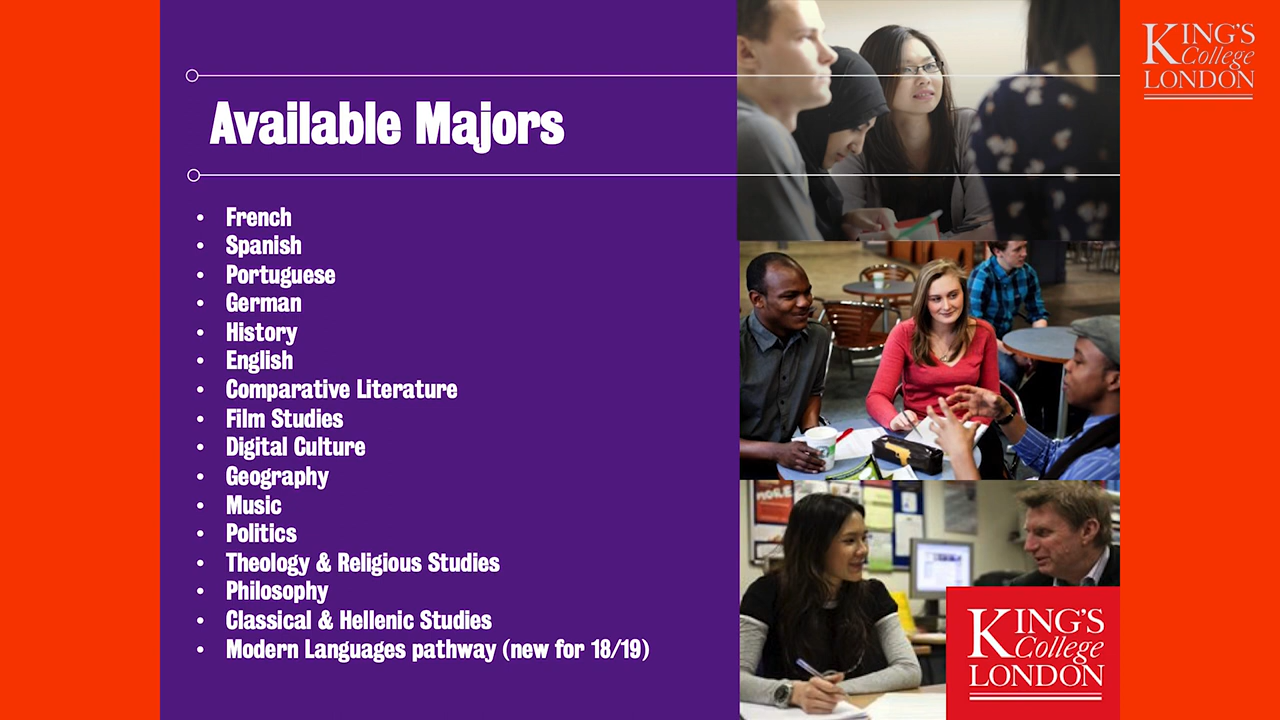 KING'S
College
LONDON
Available Majors
• French
• Spanish
• Portuguese
• German
• History
• English
• Comparative Literature
• Film Studies
• Digital Culture
• Geography
• Music
• Politics
• Theology & Religious Studies
• Philosophy
• Classical & Hellenic Studies
• Modern Languages pathway (new for 18/19)
MORE
KING'S
College
LONDON